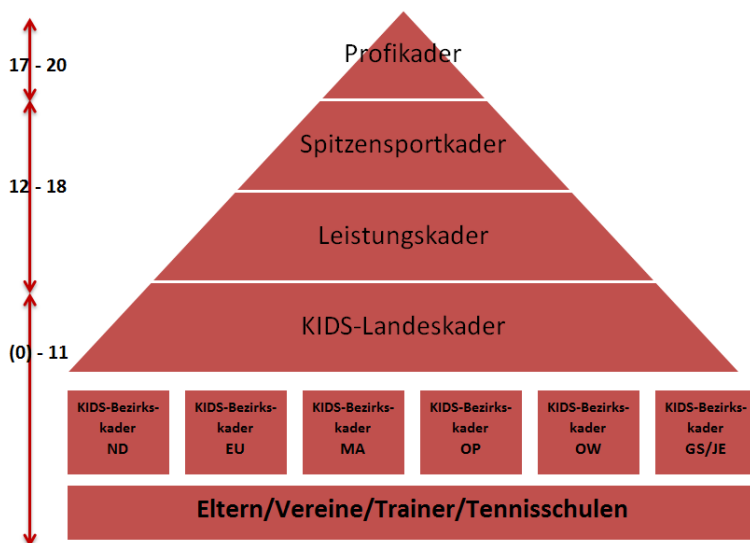 Profikader
17 - 20
Spitzensportkader
12 - 18
Leistungskader
KIDS-Landeskader
(0) - 11
KIDS-Bezirks-
kader
ND
KIDS-Bezirks-
kader
EU
KIDS-Bezirks-
kader
MA
KIDS-Bezirks-
kader
OP
KIDS-Bezirks-
kader
OW
KIDS-Bezirks-
kader
GS/JE
Eltern/Vereine/Trainer/Tennisschulen